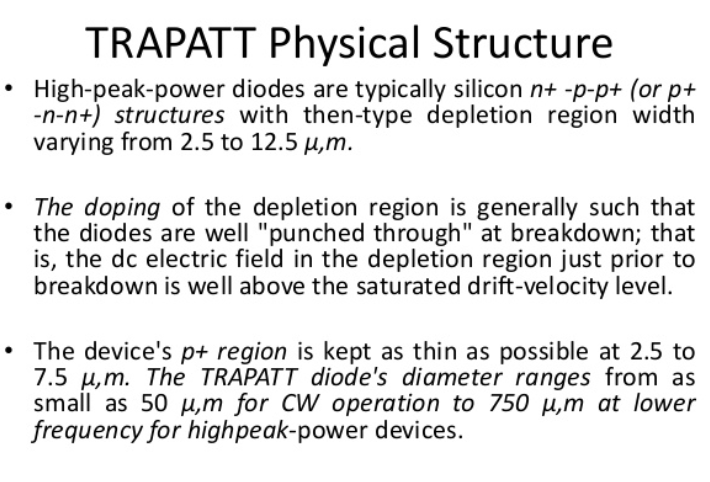 TRAPATT Physical Structure
• High-peak-power diodes are typically silicon n+ -p-p+ (or p+
-n-n+) structures with then-type depletion region width
varying from 2.5 to 12.5 µ,m.
• The doping of the depletion region is generally such that
the diodes are well "punched through" at breakdown; that
is, the dc electric field in the depletion region just prior to
breakdown is well above the saturated drift-velocity level.
• The device's p+ region is kept as thin as possible at 2.5 to
7.5 µ,m. The TRAPATT diode's diameter ranges from as
small as 50 µ,m for CW operation to 750 µ,m at lower
frequency for highpeak-power devices.